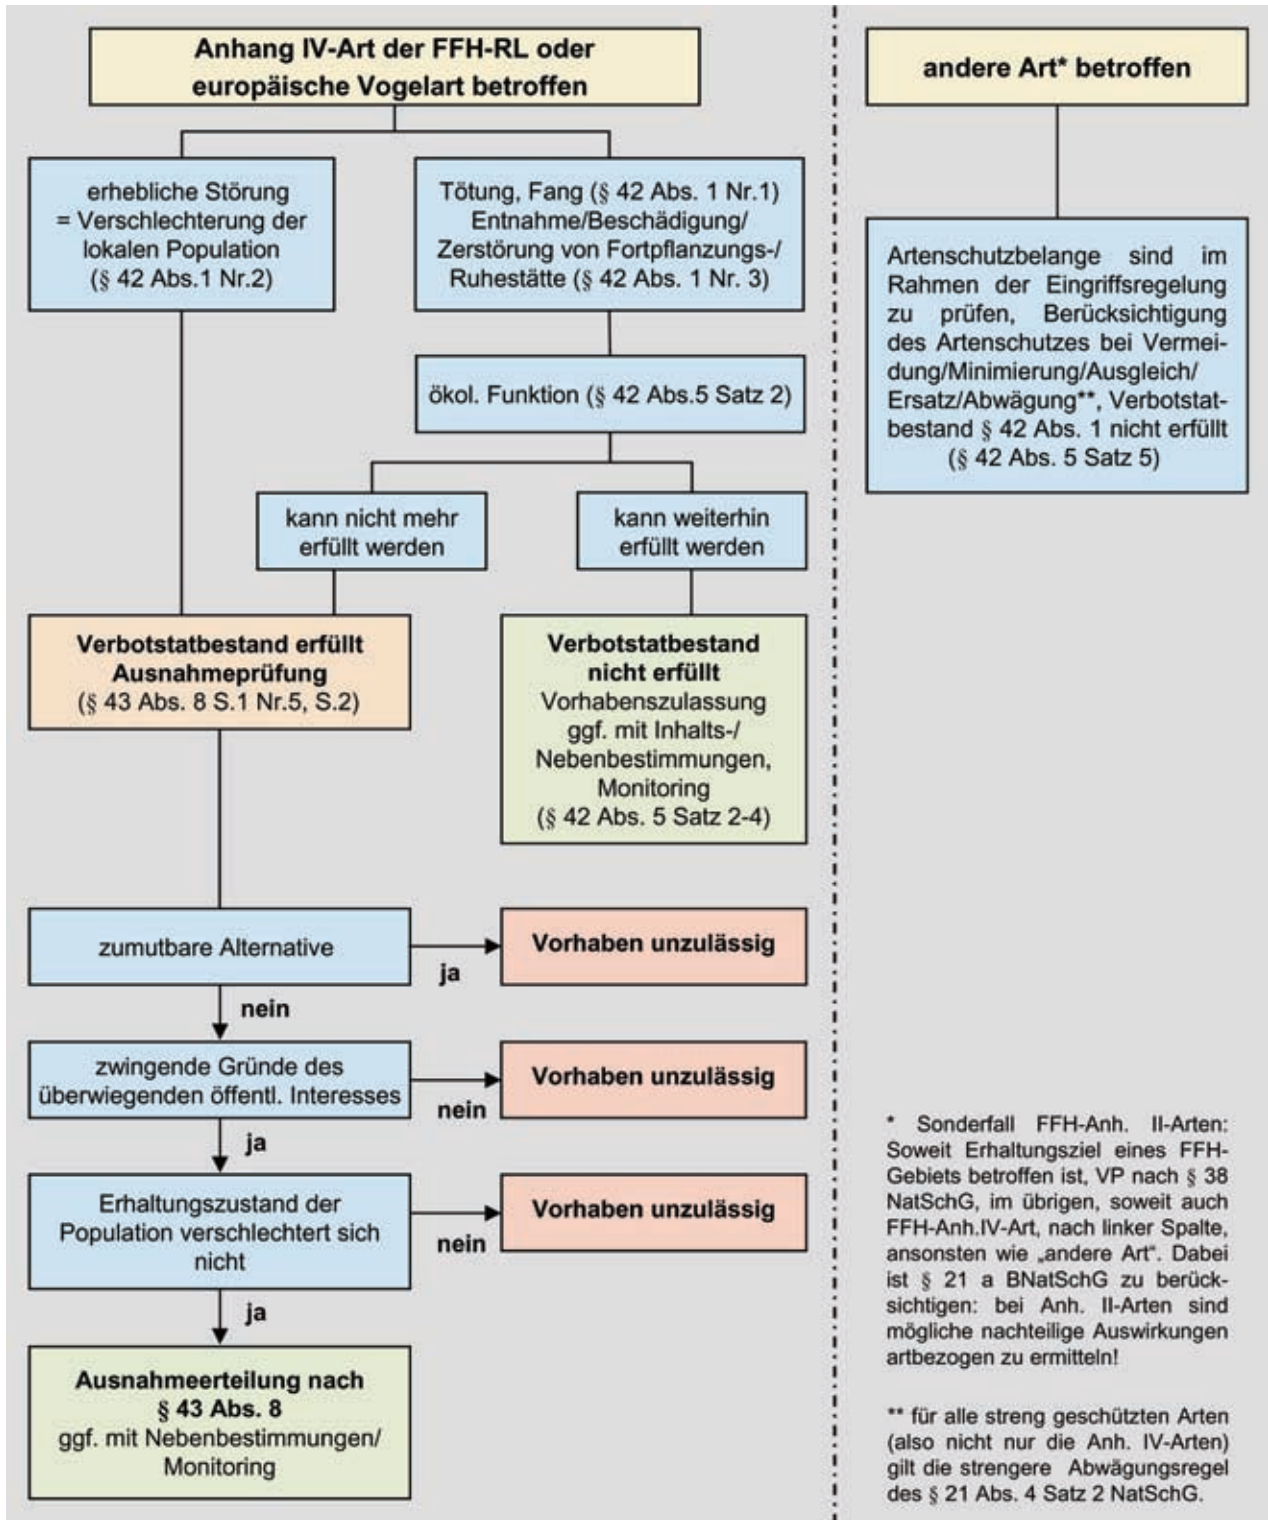 Anhang IV-Art der FFH-RL oder
europäische Vogelart betroffen
erhebliche Störung
= Verschlechterung der
lokalen Population
(§ 42 Abs.1 Nr.2)
Tötung, Fang (§ 42 Abs. 1 Nr.1)
Entnahme/Beschädigung/
Zerstörung von Fortpflanzungs-/
Ruhestätte (§ 42 Abs. 1 Nr. 3)
ökol. Funktion (§ 42 Abs.5 Satz 2)
kann nicht mehr
erfüllt werden
kann weiterhin
erfüllt werden
Verbotstatbestand erfüllt
Ausnahmeprüfung
(§ 43 Abs. 8 S.1 Nr.5, S.2)
Verbotstatbestand
nicht erfüllt
Vorhabenszulassung
ggf. mit Inhalts-/
Nebenbestimmungen,
Monitoring
(§ 42 Abs. 5 Satz 2-4)
zumutbare Alternative
ja
Vorhaben unzulässig
nein
zwingende Gründe des
überwiegenden öffentl. Interesses
nein
Vorhaben unzulässig
ja
Erhaltungszustand der
Population verschlechtert sich
nicht
nein
Vorhaben unzulässig
ja
Ausnahmeerteilung nach
§ 43 Abs. 8
ggf. mit Nebenbestimmungen/
Monitoring
andere Art* betroffen
Artenschutzbelange sind im
Rahmen der Eingriffsregelung
zu prüfen, Berücksichtigung
des Artenschutzes bei Vermei-
dung/Minimierung/Ausgleich/
Ersatz/Abwägung**, Verbotstat-
bestand § 42 Abs. 1 nicht erfüllt
(§ 42 Abs. 5 Satz 5)
* Sonderfall FFH-Anh. II-Arten:
Soweit Erhaltungsziel eines FFH-
Gebiets betroffen ist, VP nach § 38
NatSchG, im übrigen, soweit auch
FFH-Anh.IV-Art, nach linker Spalte,
ansonsten wie „andere Art“. Dabei
ist § 21 a BNatSchG zu berück-
sichtigen: bei Anh. II-Arten sind
mögliche nachteilige Auswirkungen
artbezogen zu ermitteln!
** für alle streng geschützten Arten
(also nicht nur die Anh. IV-Arten)
gilt die strengere Abwägungsregel
des § 21 Abs. 4 Satz 2 NatSchG.